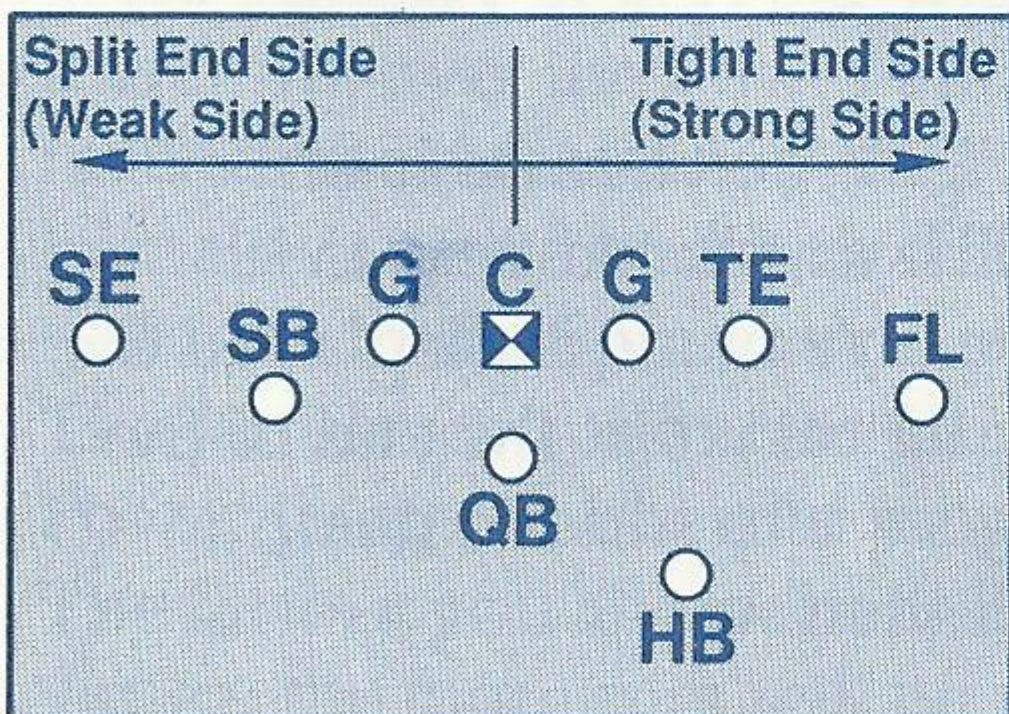 Split End Side
(Weak Side)
Tight End Side
(Strong Side)
SE
SB
G
C
G
TE
FL
QB
HB